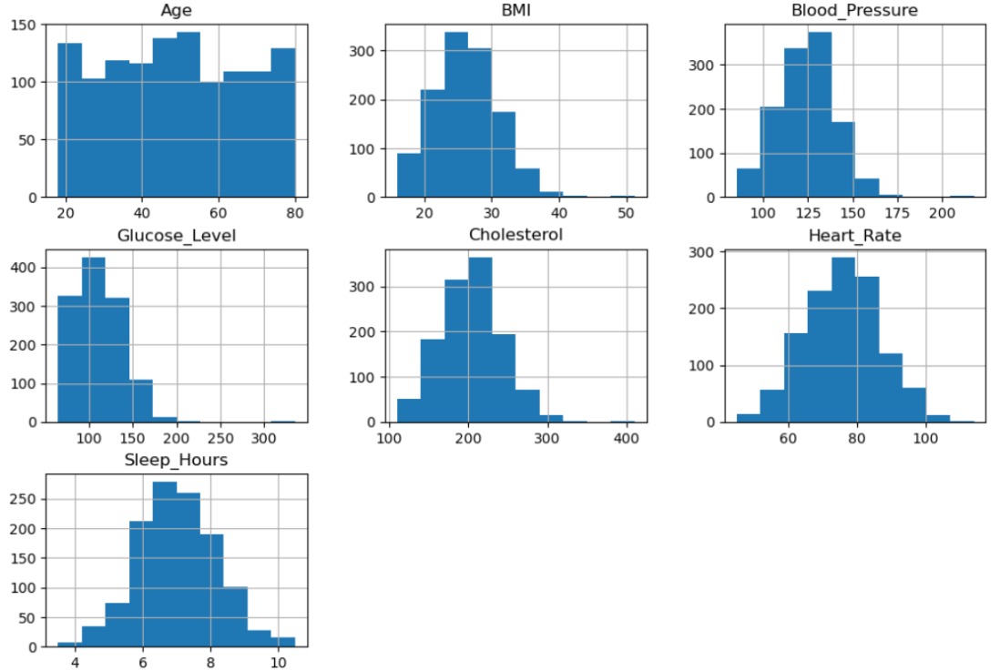 Age
150
100
50
0
20 40 60 80
BMI
300
200
100
0
20 30 40 50
Blood_Pressure
300
200
100
0
100 125 150 175 200
Glucose_Level
400
300
200
100
0
100 150 200 250 300
Cholesterol
300
200
100
0
100 200 300 400
Heart_Rate
300
200
100
0
60 80 100
Sleep_Hours
250
200
150
100
50
0
4 6 8 10